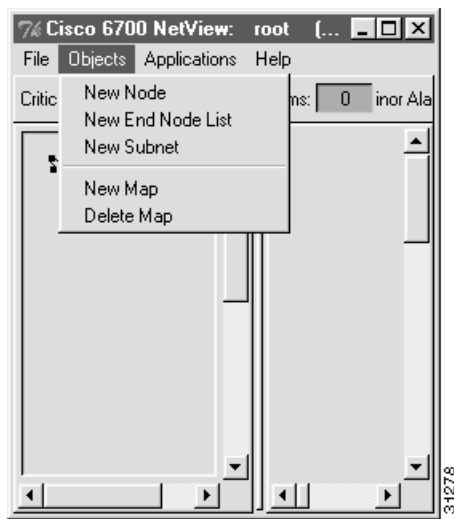 Cisco 6700 NetView: root (...
File Objects Applications Help
Critic ms: 0 inor Ala
New Node
New End Node List
New Subnet
New Map
Delete Map
31278